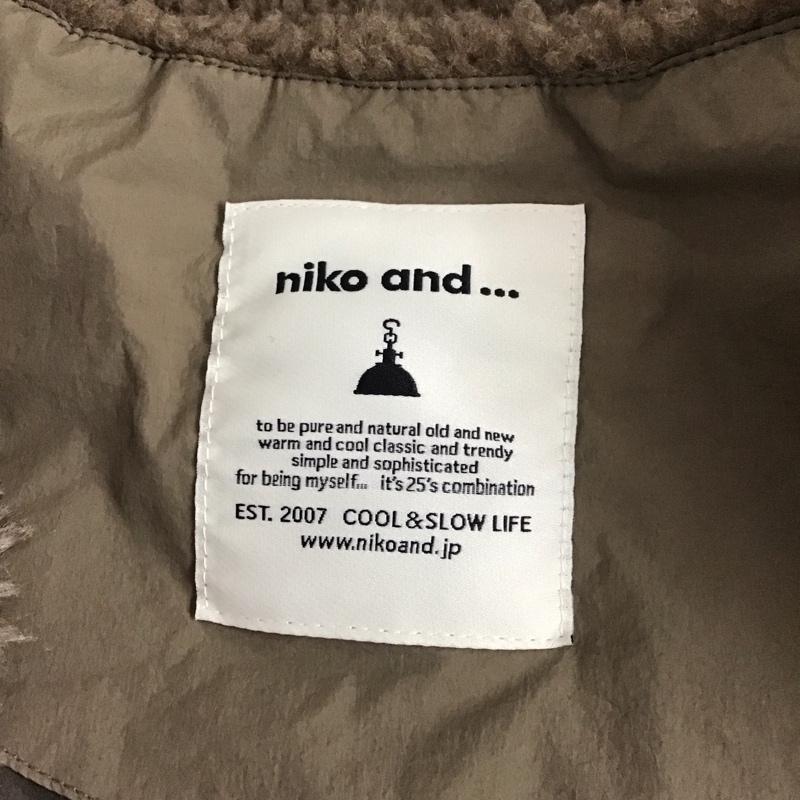 niko and...
to be pure and natural old and new
warm and cool classic and trendy
simple and sophisticated
for being myself... it's 25's combination
EST. 2007 COOL&SLOW LIFE
www.nikoand.jp